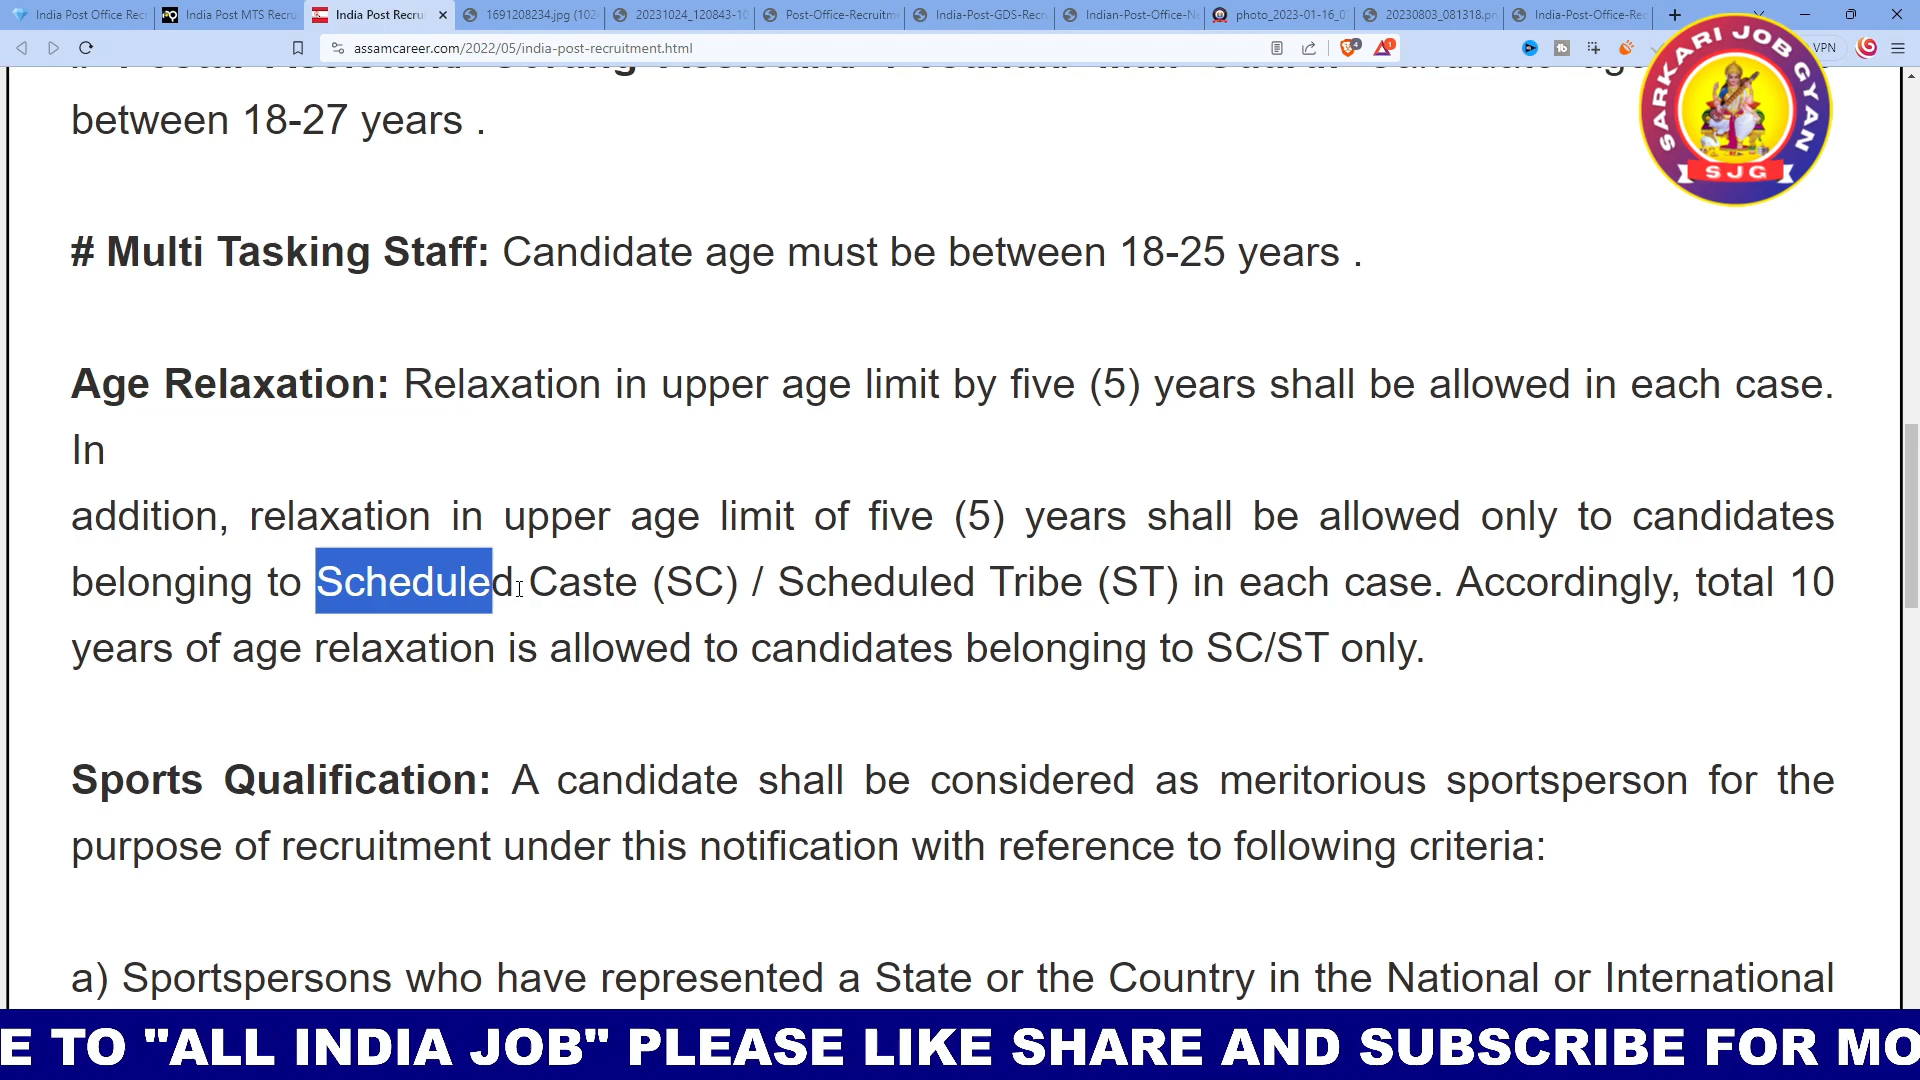 India Post Office Rec
India Post MTS Recru
India Post Recru
1691208234.jpg (102
20231024_120843-10
Post-Office-Recruitm
India-Post-GDS-Recr
Indian-Post-Office-N
photo_2023-01-16_0
20230803_081318.pn
India-Post-Office-Rec
assamcareer.com/2022/05/india-post-recruitment.html
VPN
SARKARI JOB GYAN
SJG
between 18-27 years .
# Multi Tasking Staff: Candidate age must be between 18-25 years .
Age Relaxation: Relaxation in upper age limit by five (5) years shall be allowed in each case.
In
addition, relaxation in upper age limit of five (5) years shall be allowed only to candidates
belonging to Scheduled Caste (SC) / Scheduled Tribe (ST) in each case. Accordingly, total 10
years of age relaxation is allowed to candidates belonging to SC/ST only.
Sports Qualification: A candidate shall be considered as meritorious sportsperson for the
purpose of recruitment under this notification with reference to following criteria:
a) Sportspersons who have represented a State or the Country in the National or International
E TO "ALL INDIA JOB" PLEASE LIKE SHARE AND SUBSCRIBE FOR MO